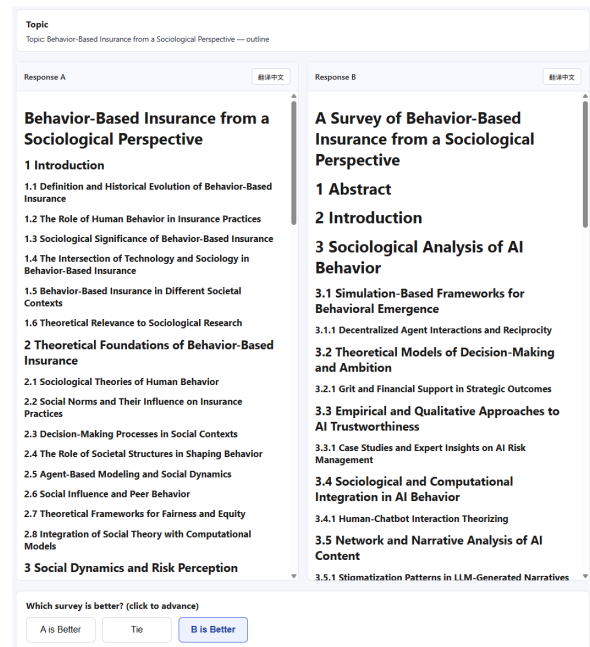 Topic
Topic: Behavior-Based Insurance from a Sociological Perspective — outline
Response A
翻译中文
Behavior-Based Insurance from a
Sociological Perspective
1 Introduction
1.1 Definition and Historical Evolution of Behavior-Based
Insurance
1.2 The Role of Human Behavior in Insurance Practices
1.3 Sociological Significance of Behavior-Based Insurance
1.4 The Intersection of Technology and Sociology in
Behavior-Based Insurance
1.5 Behavior-Based Insurance in Different Societal
Contexts
1.6 Theoretical Relevance to Sociological Research
2 Theoretical Foundations of Behavior-Based
Insurance
2.1 Sociological Theories of Human Behavior
2.2 Social Norms and Their Influence on Insurance
Practices
2.3 Decision-Making Processes in Social Contexts
2.4 The Role of Societal Structures in Shaping Behavior
2.5 Agent-Based Modeling and Social Dynamics
2.6 Social Influence and Peer Behavior
2.7 Theoretical Frameworks for Fairness and Equity
2.8 Integration of Social Theory with Computational
Models
3 Social Dynamics and Risk Perception
Response B
翻译中文
A Survey of Behavior-Based
Insurance from a Sociological
Perspective
1 Abstract
2 Introduction
3 Sociological Analysis of AI
Behavior
3.1 Simulation-Based Frameworks for
Behavioral Emergence
3.1.1 Decentralized Agent Interactions and Reciprocity
3.2 Theoretical Models of Decision-Making
and Ambition
3.2.1 Grit and Financial Support in Strategic Outcomes
3.3 Empirical and Qualitative Approaches to
AI Trustworthiness
3.3.1 Case Studies and Expert Insights on AI Risk
Management
3.4 Sociological and Computational
Integration in AI Behavior
3.4.1 Human-Chatbot Interaction Theorizing
3.5 Network and Narrative Analysis of AI
Content
3.5.1 Stigmatization Patterns in LLM-Generated Narratives
Which survey is better? (click to advance)
A is Better
Tie
B is Better